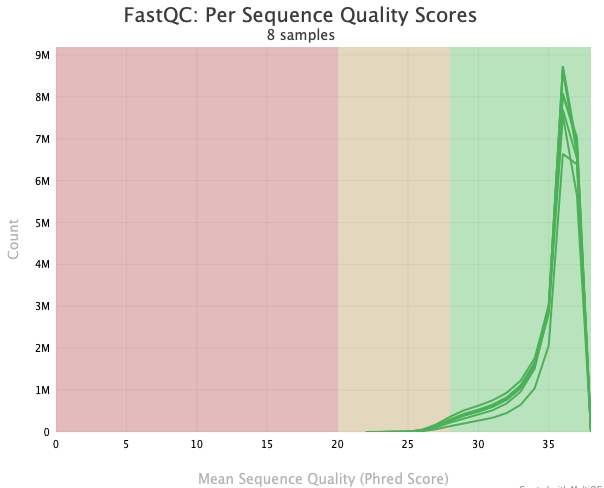 FastQC: Per Sequence Quality Scores
8 samples
9M
8M
7M
6M
5M
4M
3M
2M
1M
0
Count
0 5 10 15 20 25 30 35
Mean Sequence Quality (Phred Score)